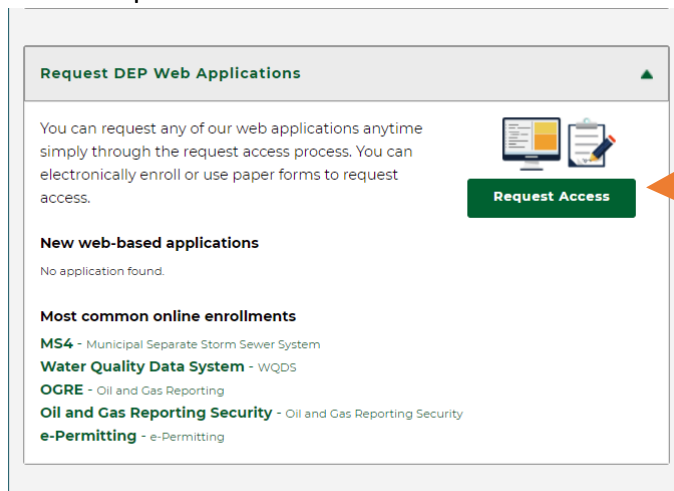 Request DEP Web Applications
You can request any of our web applications anytime
simply through the request access process. You can
electronically enroll or use paper forms to request
access.
Request Access
New web-based applications
No application found.
Most common online enrollments
MS4 - Municipal Separate Storm Sewer System
Water Quality Data System - WQDS
OGRE - Oil and Gas Reporting
Oil and Gas Reporting Security - Oil and Gas Reporting Security
e-Permitting - e-Permitting